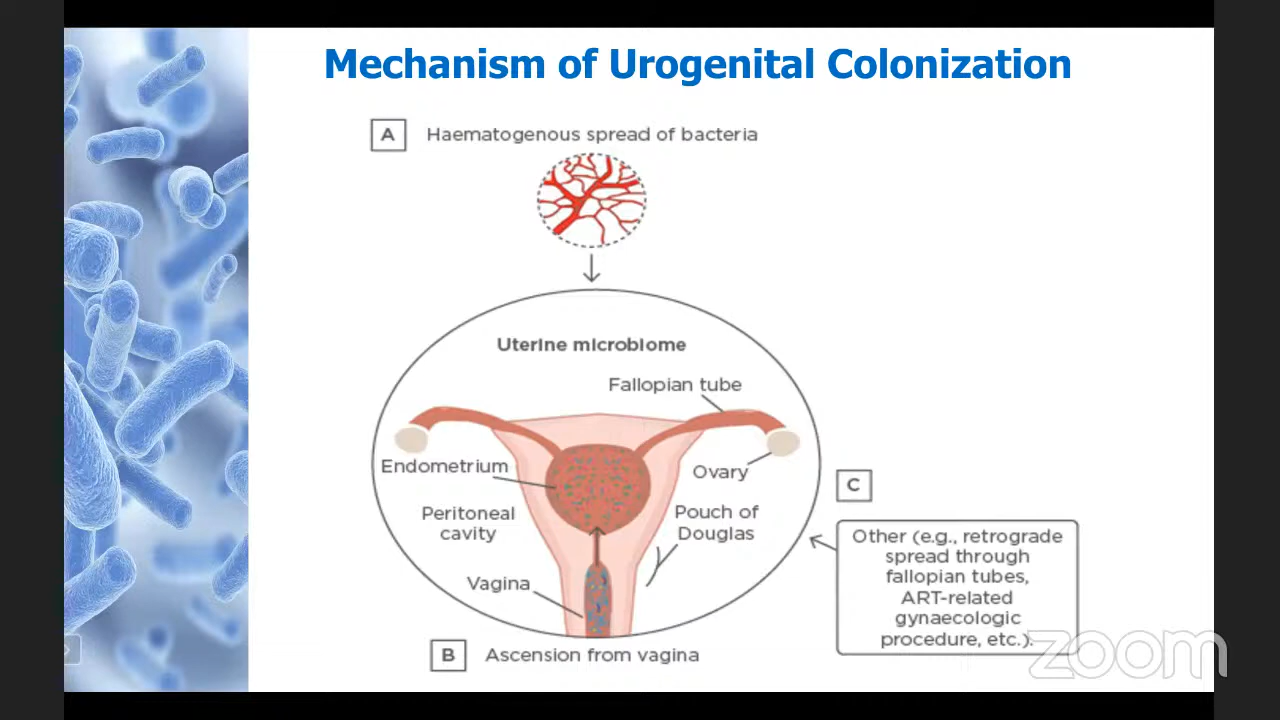 Mechanism of Urogenital Colonization
A
Haematogenous spread of bacteria
Uterine microbiome
Fallopian tube
Endometrium
Ovary
Peritoneal
cavity
Pouch of
Douglas
Vagina
B
Ascension from vagina
C
Other (e.g., retrograde
spread through
fallopian tubes,
ART-related
gynaecologic
procedure, etc.).
zoom